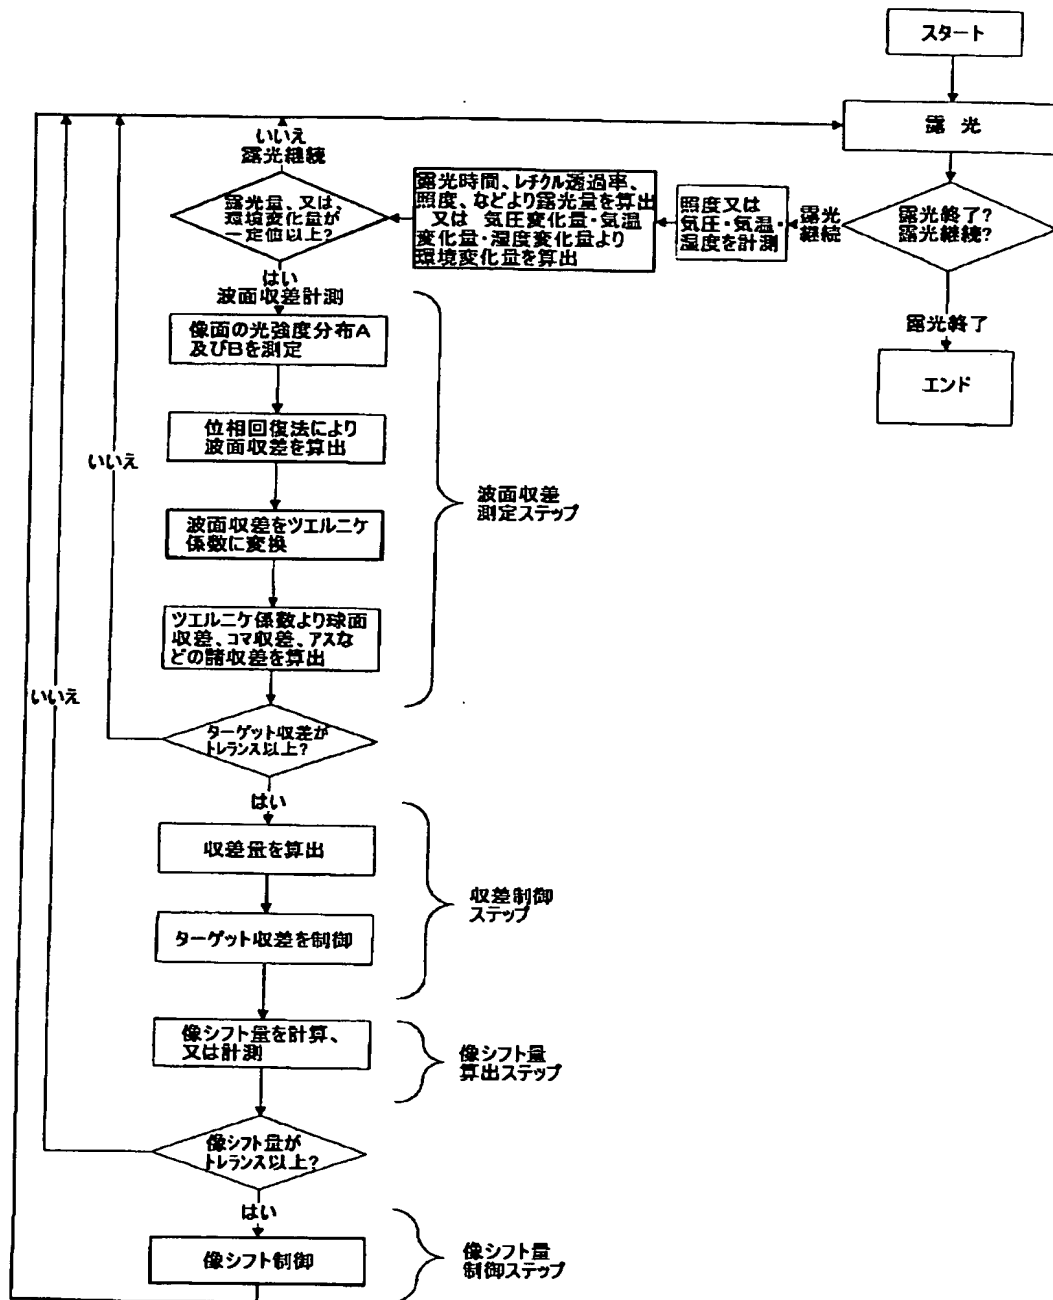 スタート
露 光
露光終了?
露光継続?
露光
継続
照度又は
気圧・気温・
湿度を計測
露光時間、レチクル透過率、
照度、などより露光量を算出
又は 気圧変化量・気温
変化量・湿度変化量より
環境変化量を算出
露光終了
エンド
いいえ
露光継続
露光量、又は、
環境変化量が
一定値以上?
はい
波面収差計測
像面の光強度分布A
及びBを測定
位相回復法により
波面収差を算出
波面収差をツエルニケ
係数に変換
ツエルニケ係数より球面
収差、コマ収差、アスな
どの諸収差を算出
波面収差
測定ステップ
いいえ
ターゲット収差が
トレランス以上?
はい
収差量を算出
ターゲット収差を制御
収差制御
ステップ
像シフト量を計算、
又は計測
像シフト量
算出ステップ
いいえ
像シフト量が
トレランス以上?
はい
像シフト制御
像シフト量
制御ステップ